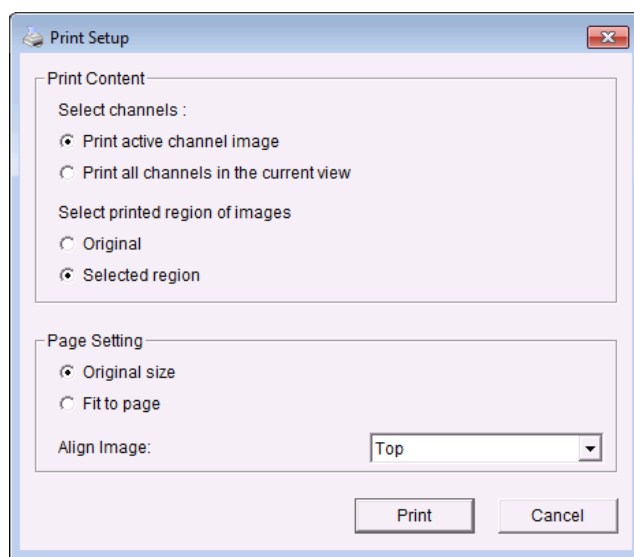 Print Setup
Print Content
Select channels :
Print active channel image
Print all channels in the current view
Select printed region of images
Original
Selected region
Page Setting
Original size
Fit to page
Align Image: Top
Print Cancel